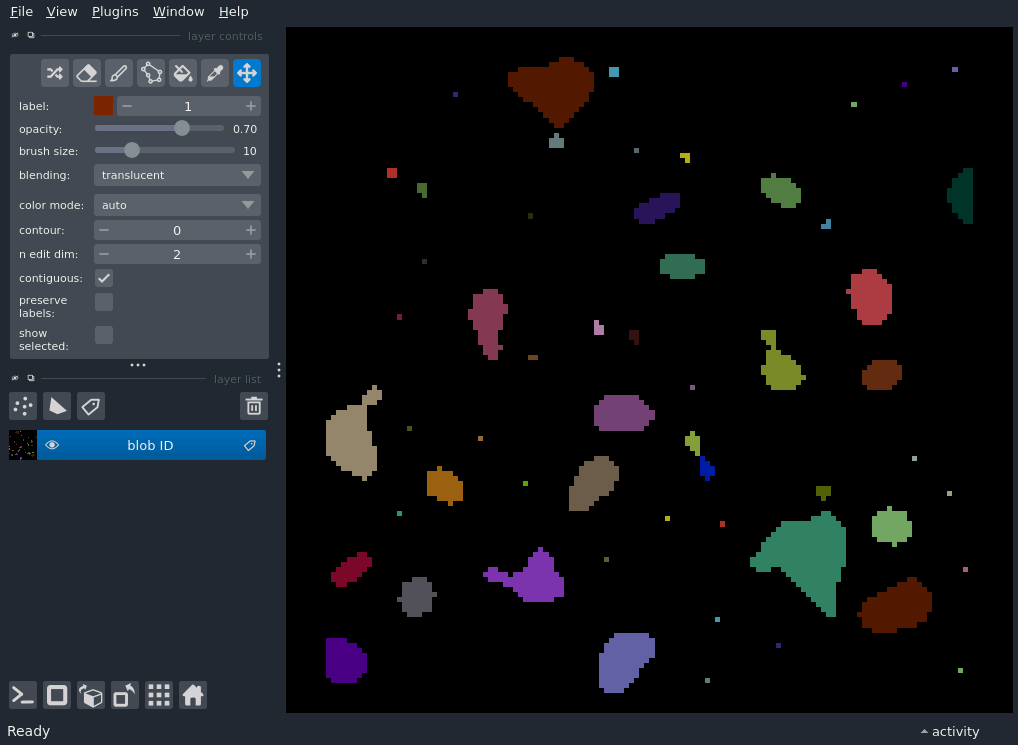 File View Plugins Window Help
layer controls
label: 1
opacity: 0.70
brush size: 10
blending: translucent
color mode: auto
contour: 0
n edit dim: 2
contiguous:
preserve
labels:
show
selected:
layer list
blob ID
Ready
activity